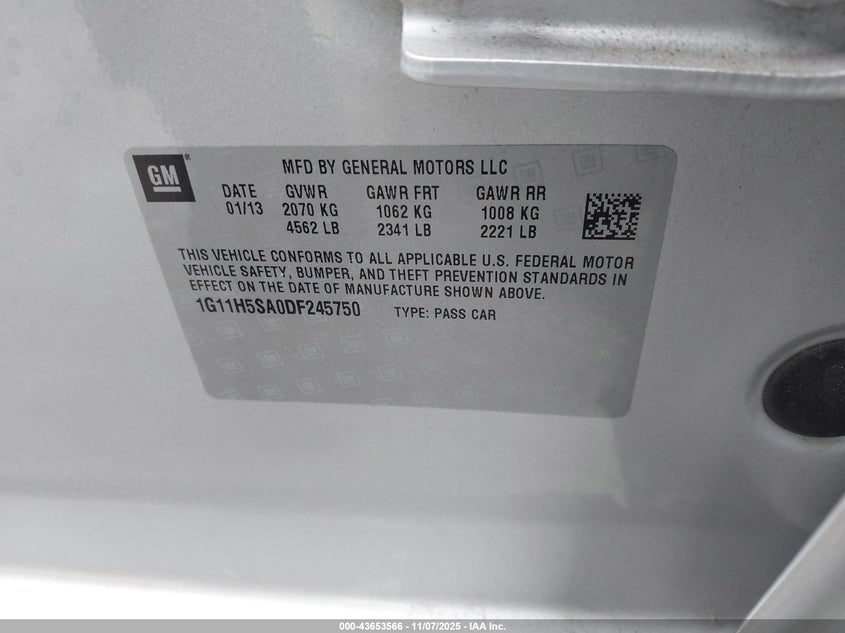 GM
MFD BY GENERAL MOTORS LLC
DATE GVWR GAWR FRT GAWR RR
01/13 2070 KG 1062 KG 1008 KG
4562 LB 2341 LB 2221 LB
THIS VEHICLE CONFORMS TO ALL APPLICABLE U.S. FEDERAL MOTOR
VEHICLE SAFETY, BUMPER, AND THEFT PREVENTION STANDARDS IN
EFFECT ON THE DATE OF MANUFACTURE SHOWN ABOVE.
1G11H5SA0DF245750 TYPE: PASS CAR
000-43653566 - 11/07/2025 - IAA Inc.